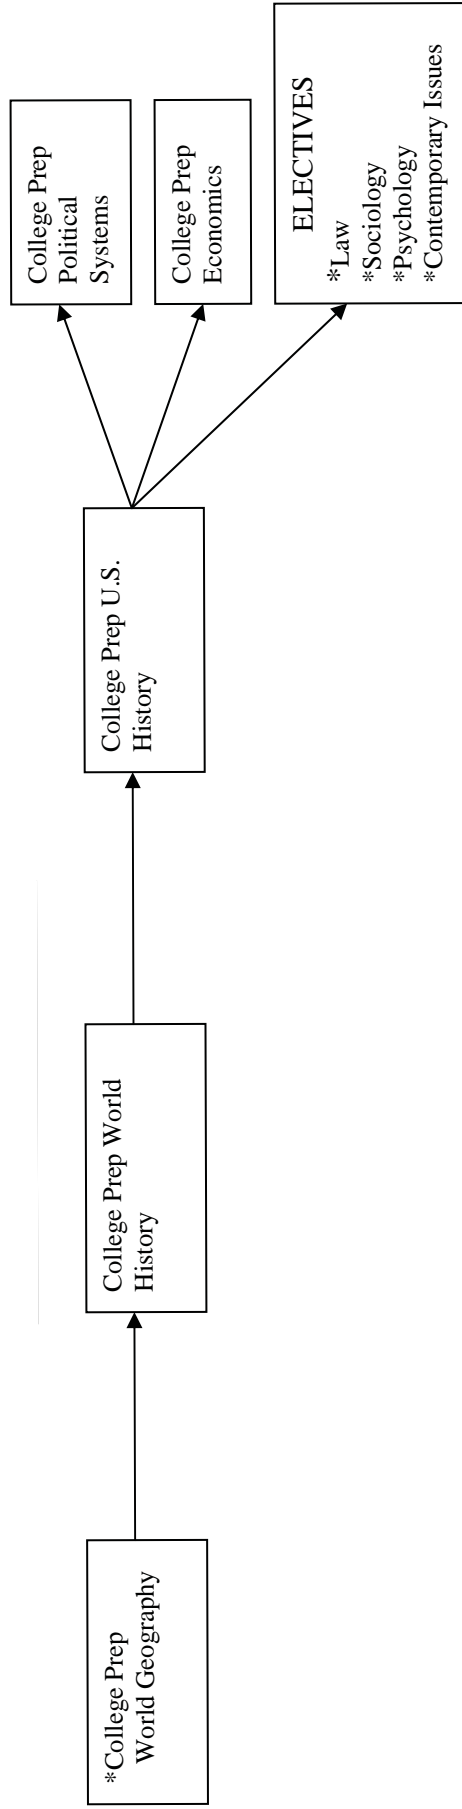 *College Prep
World Geography
College Prep World
History
College Prep U.S.
History
College Prep
Political
Systems
College Prep
Economics
ELECTIVES
*Law
*Sociology
*Psychology
*Contemporary Issues